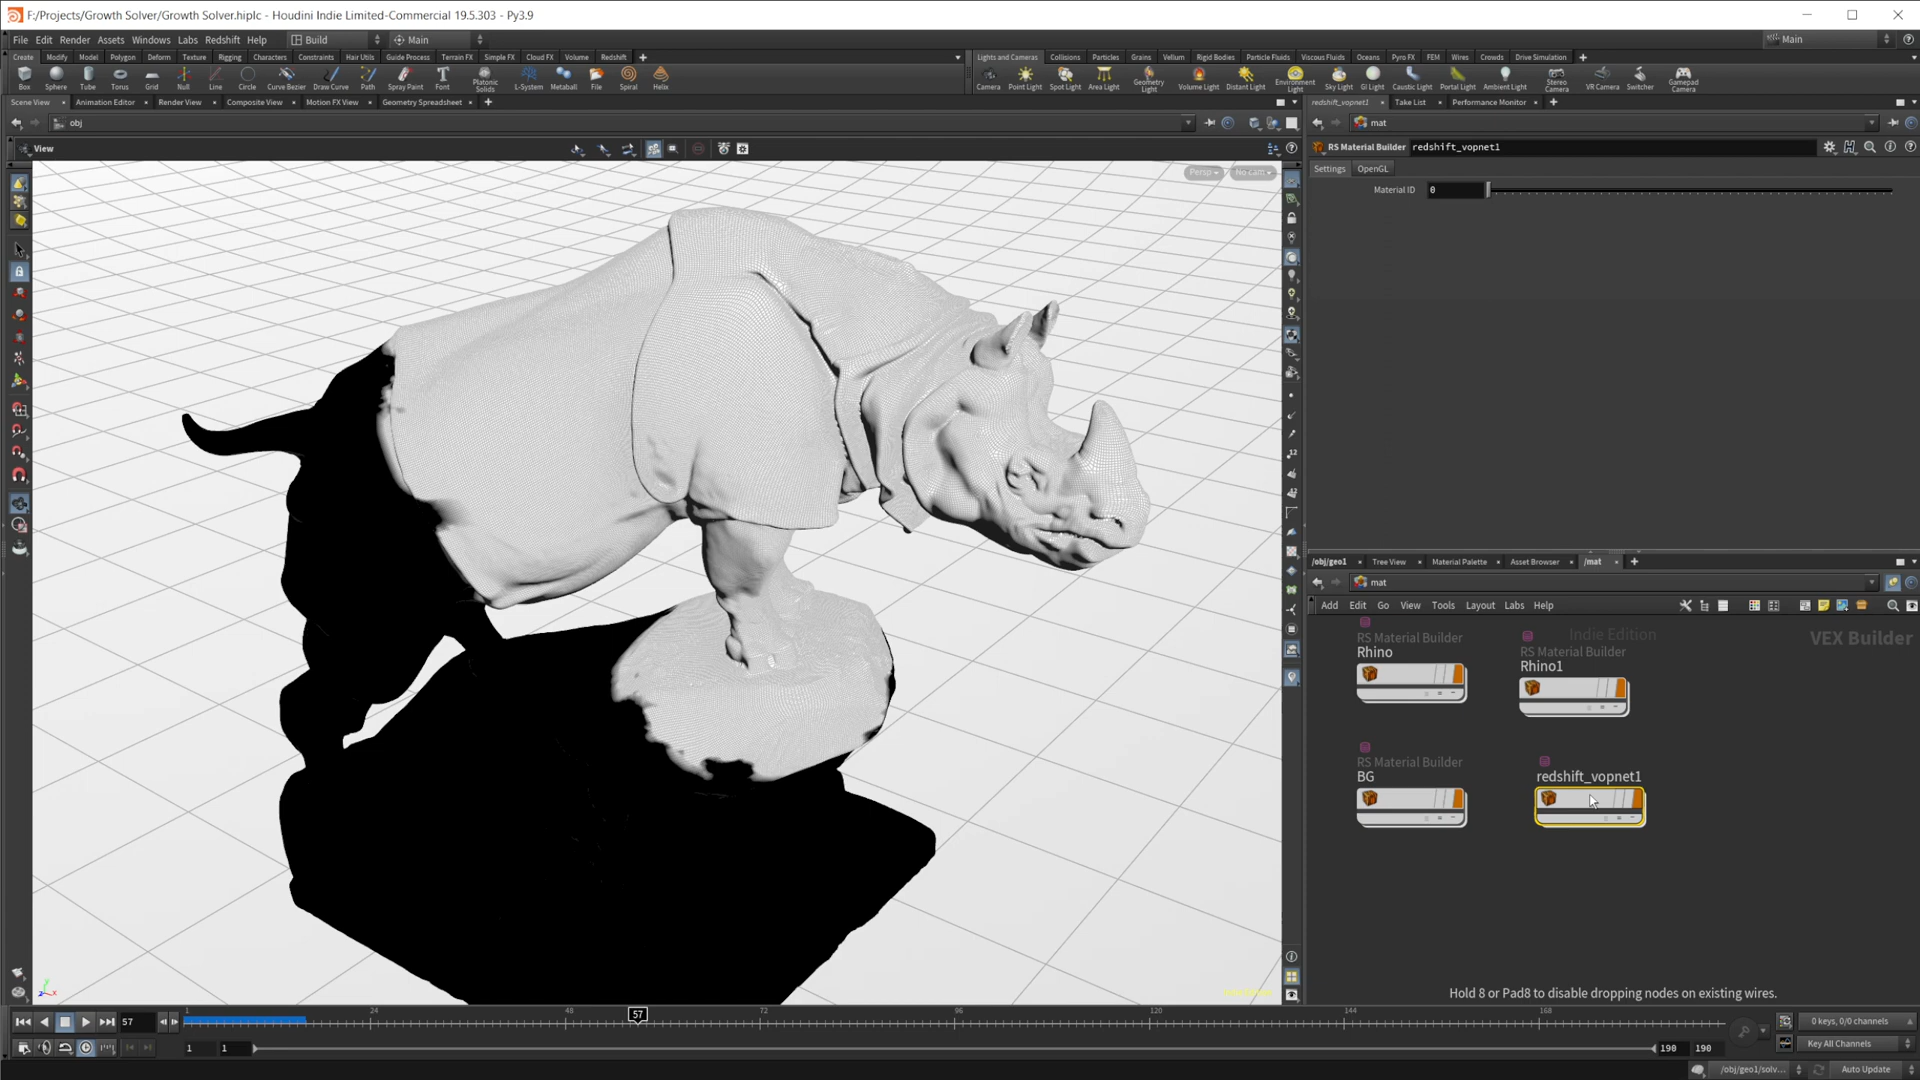 F:/Projects/Growth Solver/Growth Solver.hiplc - Houdini Indie Limited-Commercial 19.5.303 - Py3.9
File Edit Render Assets Windows Labs Redshift Help Build Main Main
Create Modify Model Polygon Deform Texture Rigging Characters Constraints Hair Utils Guide Process Terrain FX Simple FX Cloud FX Volume Redshift
Box Sphere Tube Torus Grid Null Line Circle Curve Bezier Draw Curve Path Spray Paint Font Platonic Solids L-System Metaball File Spiral Helix
Lights and Cameras Collisions Particles Grains Vellum Rigid Bodies Particle Fluids Viscous Fluids Oceans Pyro FX FEM Wires Crowds Drive Simulation
Camera Point Light Spot Light Area Light Geometry Light Volume Light Distant Light Environment Light Sky Light GI Light Caustic Light Portal Light Ambient Light Stereo Camera VR Camera Switcher Gamepad Camera
Scene View Animation Editor Render View Composite View Motion FX View Geometry Spreadsheet
obj
View
Persp No cam
redshift_vopnet1 Take List Performance Monitor
mat
RS Material Builder redshift_vopnet1
Settings OpenGL
Material ID 0
/obj/geo1 Tree View Material Palette Asset Browser /mat
mat
Add Edit Go View Tools Layout Labs Help
Indie Edition
VEX Builder
RS Material Builder
Rhino
RS Material Builder
Rhino1
RS Material Builder
BG
redshift_vopnet1
Hold 8 or Pad8 to disable dropping nodes on existing wires.
57 1 24 48 57 72 96 120 144 168
0 keys, 0/0 channels
1 1 190 190
Key All Channels
/obj/geo1/solv... Auto Update